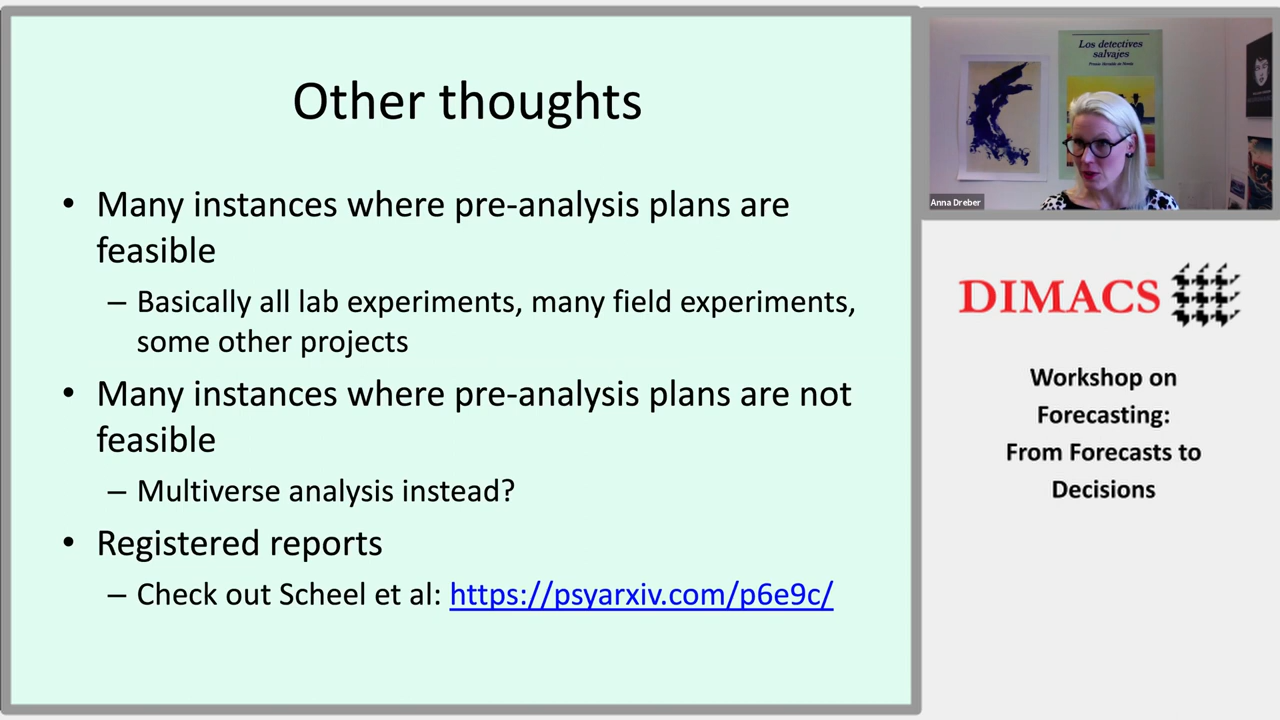 Other thoughts
• Many instances where pre-analysis plans are
feasible
– Basically all lab experiments, many field experiments,
some other projects
• Many instances where pre-analysis plans are not
feasible
– Multiverse analysis instead?
• Registered reports
– Check out Scheel et al: https://psyarxiv.com/p6e9c/
Los detectives
salvajes
Anna Dreber
DIMACS
Workshop on
Forecasting:
From Forecasts to
Decisions